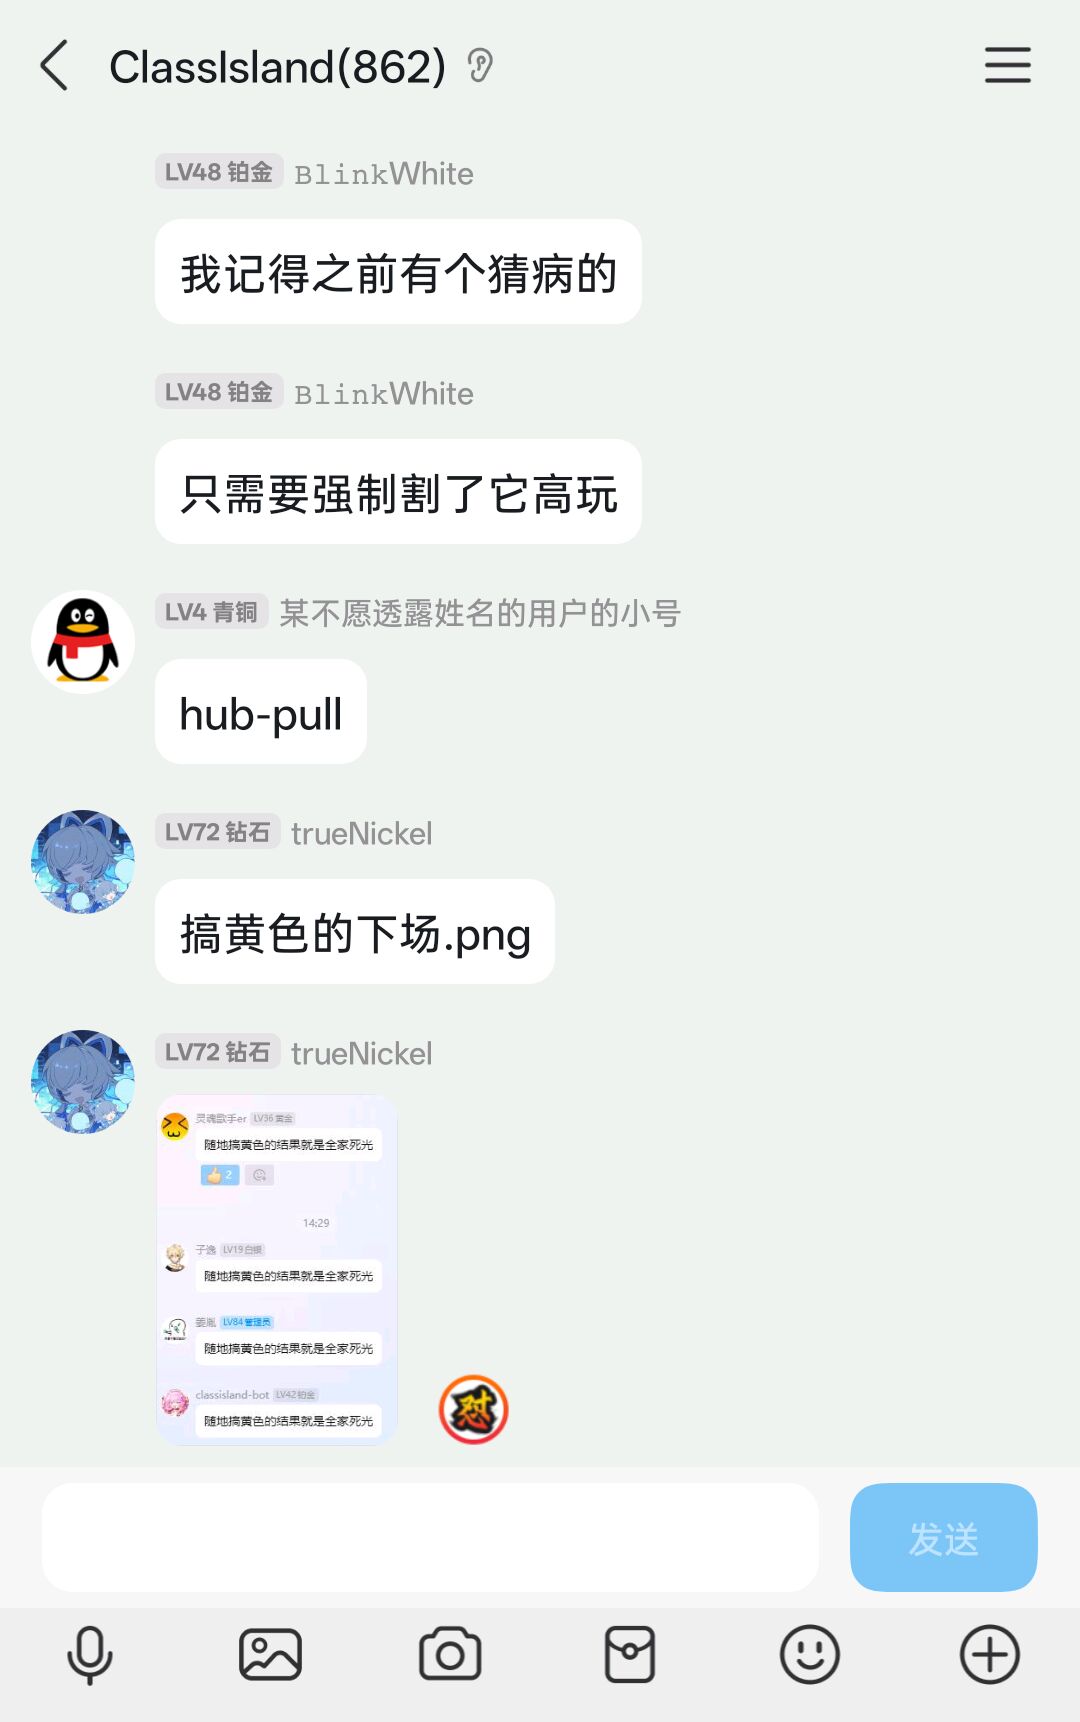 ClassIsland(862)
LV48 铂金 BlinkWhite
我记得之前有个猜病的
LV48 铂金 BlinkWhite
只需要强制割了它高玩
LV4 青铜 某不愿透露姓名的用户的小号
hub-pull
LV72 钻石 trueNickel
搞黄色的下场.png
LV72 钻石 trueNickel
灵魂歌手er LV36 黄金
随地搞黄色的结果就是全家死光
👍 2
14:29
子逸 LV19 白银
随地搞黄色的结果就是全家死光
姜胤 LV84 管理员
随地搞黄色的结果就是全家死光
classisland-bot LV42 铂金
随地搞黄色的结果就是全家死光
怼
发送